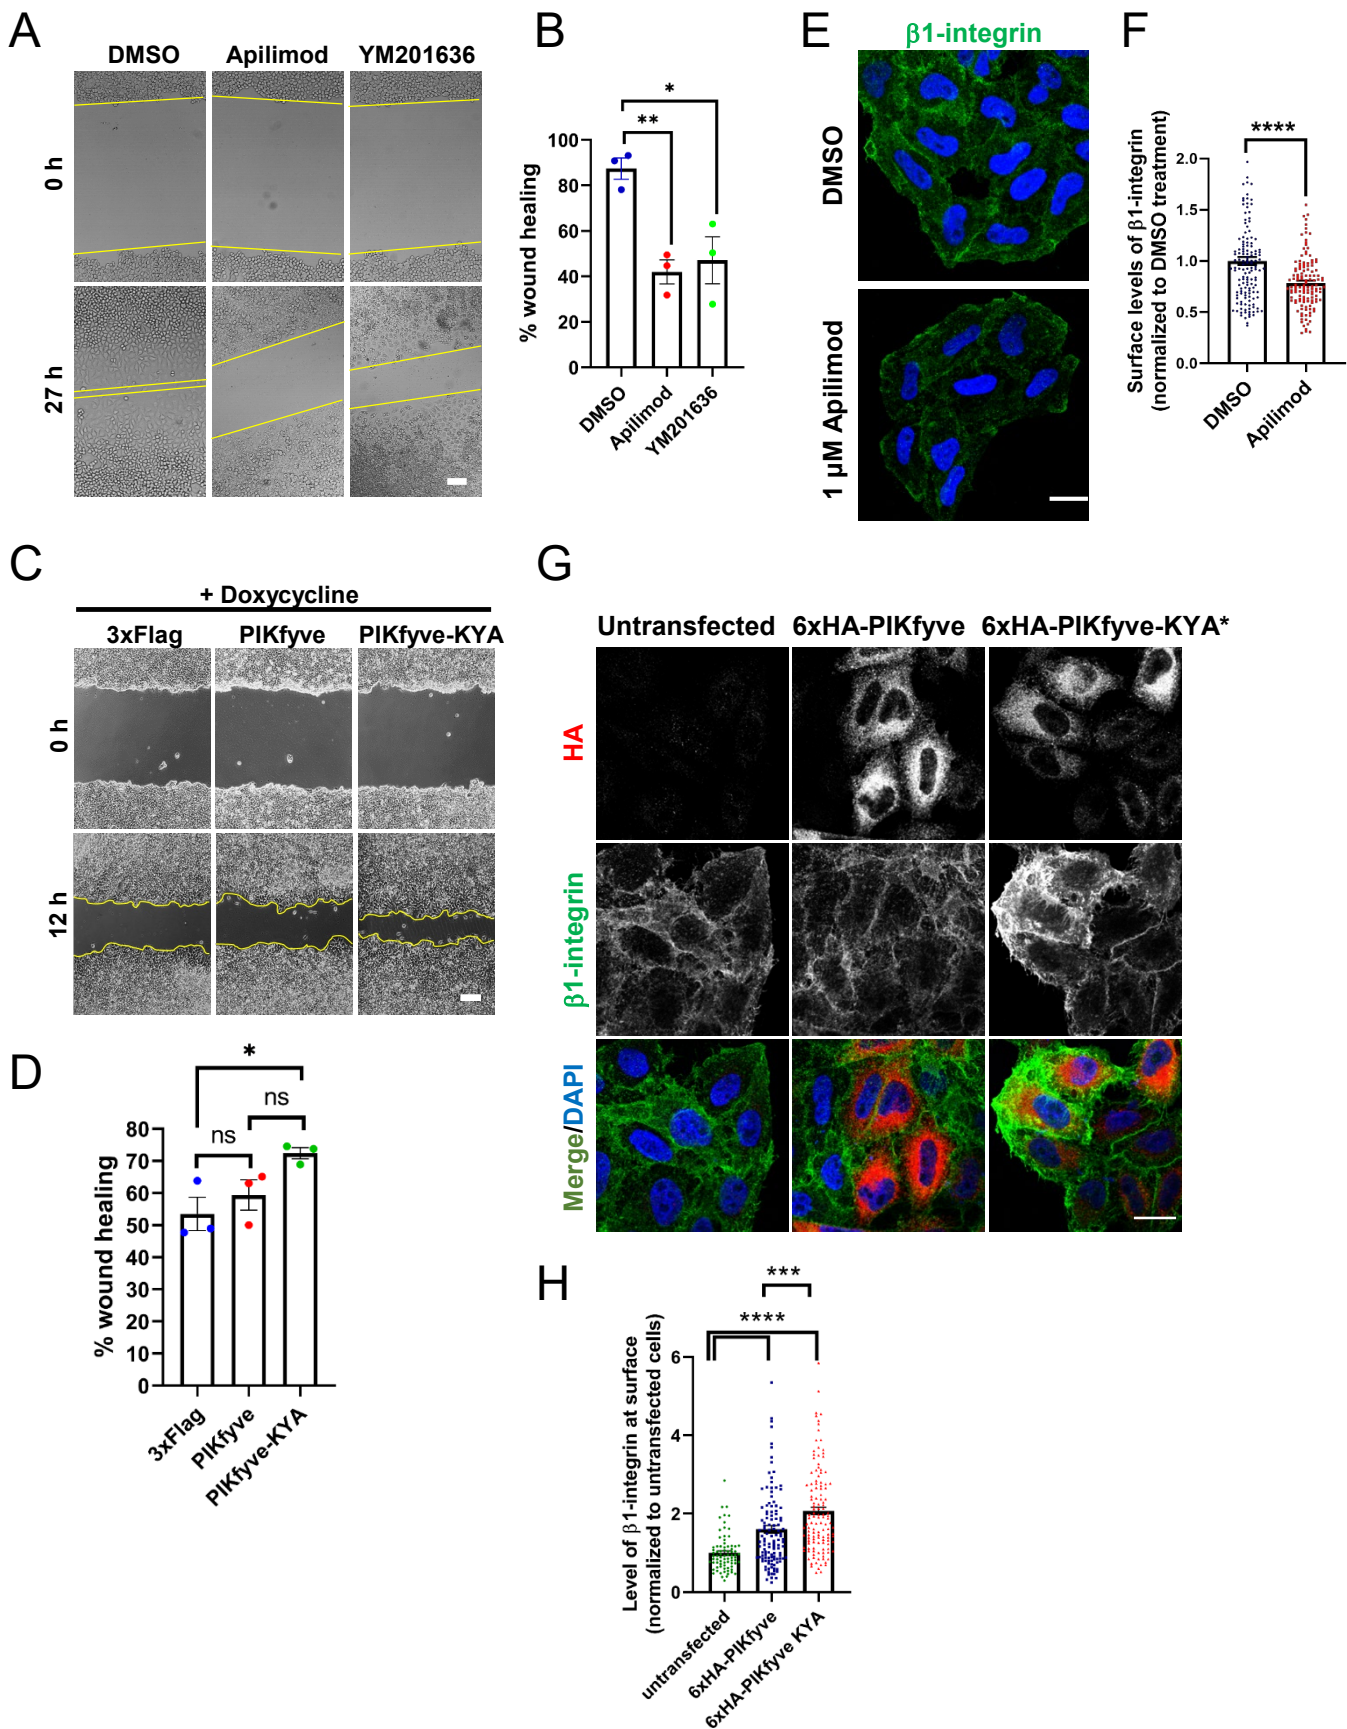 A
DMSO
Apilimod
YM201636
0 h
27 h
B
*
**
% wound healing
100
80
60
40
20
0
DMSO
Apilimod
YM201636
E
β1-integrin
DMSO
1 μM Apilimod
F
****
Surface levels of β1-integrin
(normalized to DMSO treatment)
2.0
1.5
1.0
0.5
0.0
DMSO
Apilimod
C
+ Doxycycline
3xFlag
PIKfyve
PIKfyve-KYA
0 h
12 h
D
*
ns
ns
% wound healing
80
70
60
50
40
30
20
10
0
3xFlag
PIKfyve
PIKfyve-KYA
G
Untransfected
6xHA-PIKfyve
6xHA-PIKfyve-KYA*
HA
β1-integrin
Merge/DAPI
H
***
****
Level of β1-integrin at surface
(normalized to untransfected cells)
6
4
2
0
untransfected
6xHA-PIKfyve
6xHA-PIKfyve KYA